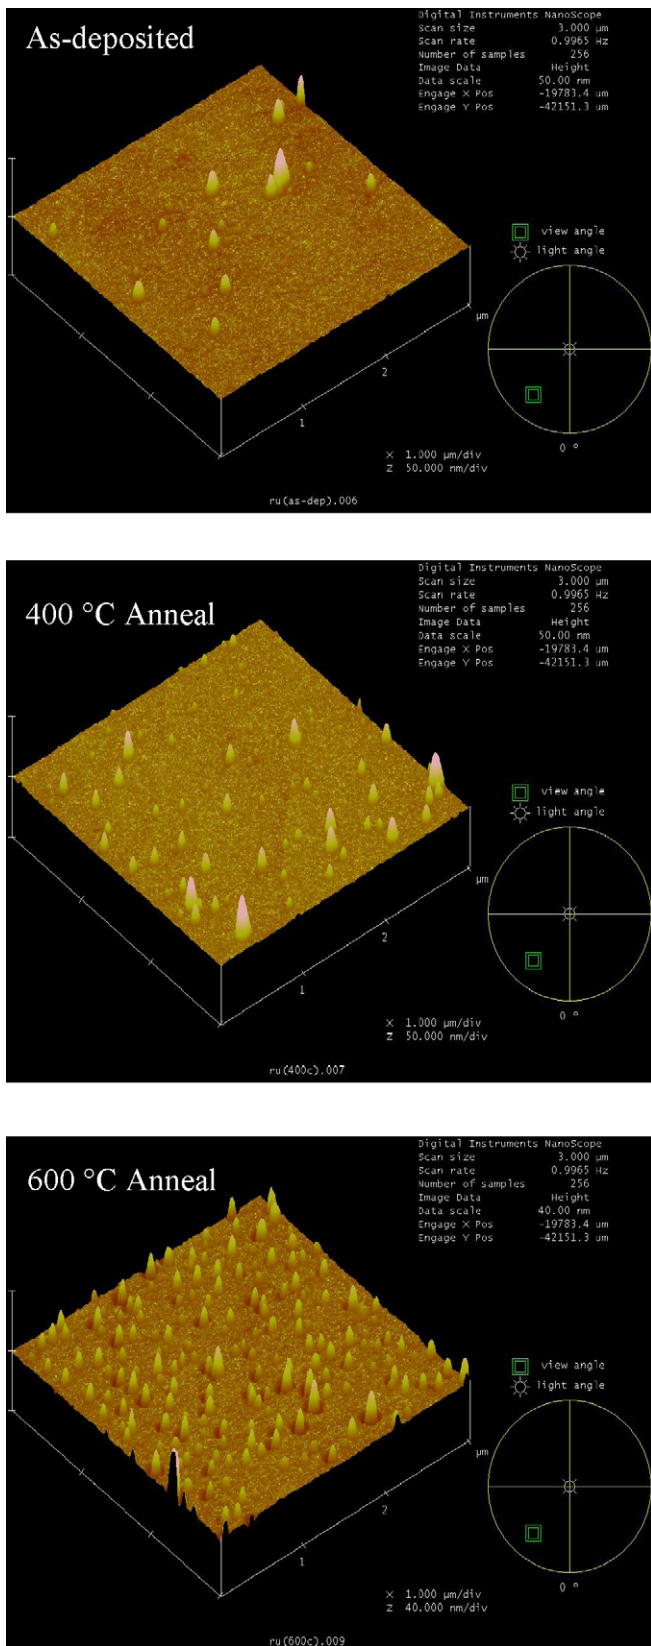 As-deposited
Digital Instruments NanoScope
Scan size 3.000 µm
Scan rate 0.9965 Hz
Number of samples 256
Image Data Height
Data scale 50.00 nm
Engage X Pos -19783.4 um
Engage Y Pos -42151.3 um
view angle
light angle
µm
2
1
0 °
X 1.000 µm/div
Z 50.000 nm/div
ru(as-dep).006
400 °C Anneal
Digital Instruments NanoScope
Scan size 3.000 µm
Scan rate 0.9965 Hz
Number of samples 256
Image Data Height
Data scale 50.00 nm
Engage X Pos -19783.4 um
Engage Y Pos -42151.3 um
view angle
light angle
µm
2
1
0 °
X 1.000 µm/div
Z 50.000 nm/div
ru(400c).007
600 °C Anneal
Digital Instruments NanoScope
Scan size 3.000 µm
Scan rate 0.9965 Hz
Number of samples 256
Image Data Height
Data scale 40.00 nm
Engage X Pos -19783.4 um
Engage Y Pos -42151.3 um
view angle
light angle
µm
2
1
0 °
X 1.000 µm/div
Z 40.000 nm/div
ru(600c).009